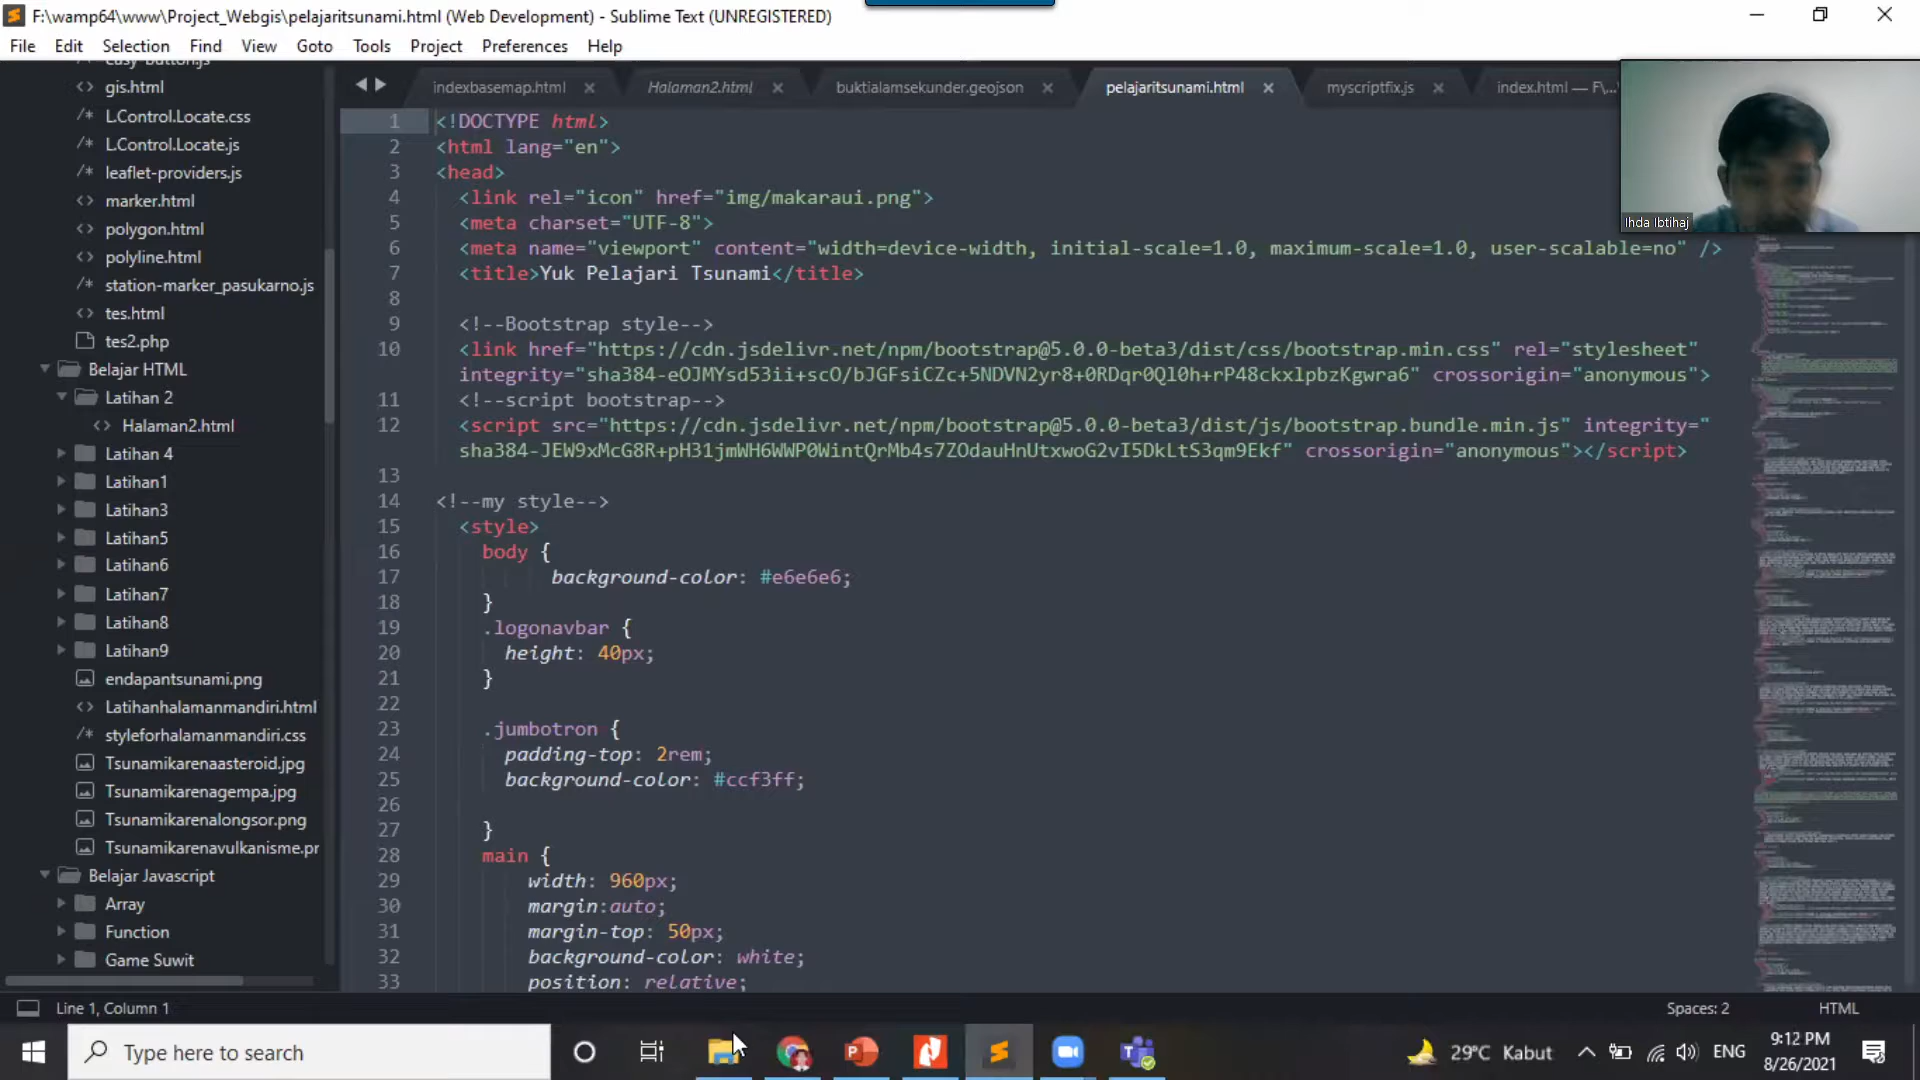 F:\wamp64\www\Project_Webgis\pelajaritsunami.html (Web Development) - Sublime Text (UNREGISTERED)
File Edit Selection Find View Goto Tools Project Preferences Help
easy-button.js
gis.html
L.Control.Locate.css
L.Control.Locate.js
leaflet-providers.js
marker.html
polygon.html
polyline.html
station-marker_pasukarno.js
tes.html
tes2.php
Belajar HTML
Latihan 2
Halaman2.html
Latihan 4
Latihan1
Latihan3
Latihan5
Latihan6
Latihan7
Latihan8
Latihan9
endapantsunami.png
Latihanhalamanmandiri.html
styleforhalamanmandiri.css
Tsunamikarenaasteroid.jpg
Tsunamikarenagempa.jpg
Tsunamikarenalongsor.png
Tsunamikarenavulkanisme.pr
Belajar Javascript
Array
Function
Game Suwit
indexbasemap.html Halaman2.html buktialamsekunder.geojson pelajaritsunami.html myscriptfix.js index.html — F\...
1 <!DOCTYPE html>
2 <html lang="en">
3 <head>
4 <link rel="icon" href="img/makaraui.png">
5 <meta charset="UTF-8">
6 <meta name="viewport" content="width=device-width, initial-scale=1.0, maximum-scale=1.0, user-scalable=no" />
7 <title>Yuk Pelajari Tsunami</title>
8
9 <!--Bootstrap style-->
10 <link href="https://cdn.jsdelivr.net/npm/bootstrap@5.0.0-beta3/dist/css/bootstrap.min.css" rel="stylesheet"
integrity="sha384-eOJMYsd53ii+scO/bJGFsiCZc+5NDVN2yr8+0RDqr0Ql0h+rP48ckxlpbzKgwra6" crossorigin="anonymous">
11 <!--script bootstrap-->
12 <script src="https://cdn.jsdelivr.net/npm/bootstrap@5.0.0-beta3/dist/js/bootstrap.bundle.min.js" integrity="
sha384-JEW9xMcG8R+pH31jmWH6WWP0WintQrMb4s7ZOdauHnUtxwoG2vI5DkLtS3qm9Ekf" crossorigin="anonymous"></script>
13
14 <!--my style-->
15 <style>
16 body {
17 background-color: #e6e6e6;
18 }
19 .logonavbar {
20 height: 40px;
21 }
22
23 .jumbotron {
24 padding-top: 2rem;
25 background-color: #ccf3ff;
26
27 }
28 main {
29 width: 960px;
30 margin:auto;
31 margin-top: 50px;
32 background-color: white;
33 position: relative;
Ihda Ibtihaj
Line 1, Column 1
Spaces: 2
HTML
Type here to search
29°C Kabut
ENG
9:12 PM
8/26/2021